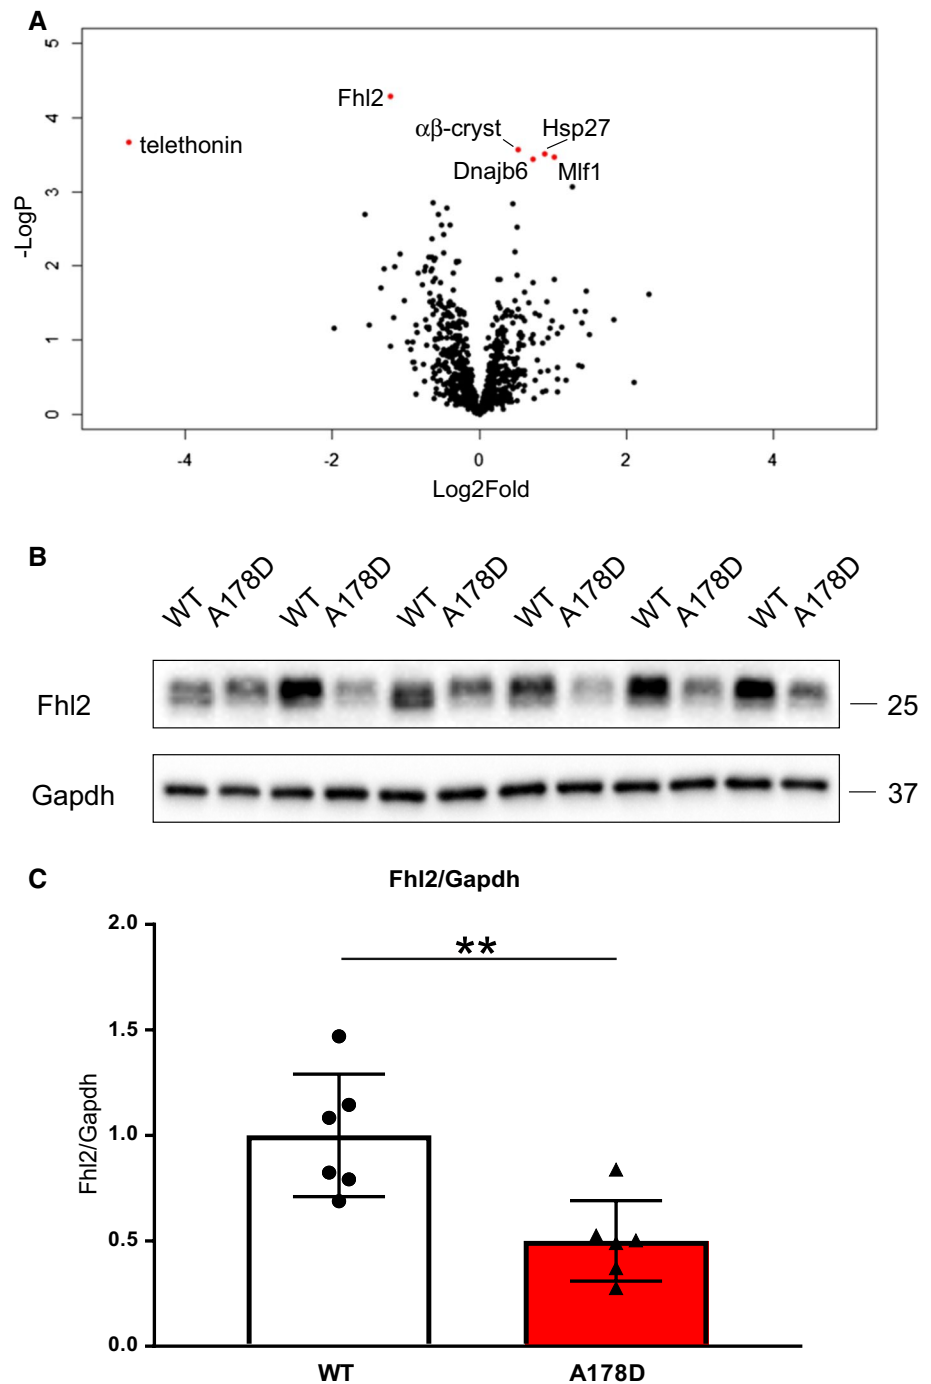 A
5
4
3
2
1
0
-LogP
Fhl2
αβ-cryst
Hsp27
telethonin
Dnajb6
Mlf1
-4 -2 0 2 4
Log2Fold
B
WT A178D WT A178D WT A178D WT A178D WT A178D WT A178D
Fhl2 25
Gapdh 37
C
Fhl2/Gapdh
2.0
**
1.5
1.0
0.5
0.0
Fhl2/Gapdh
WT A178D